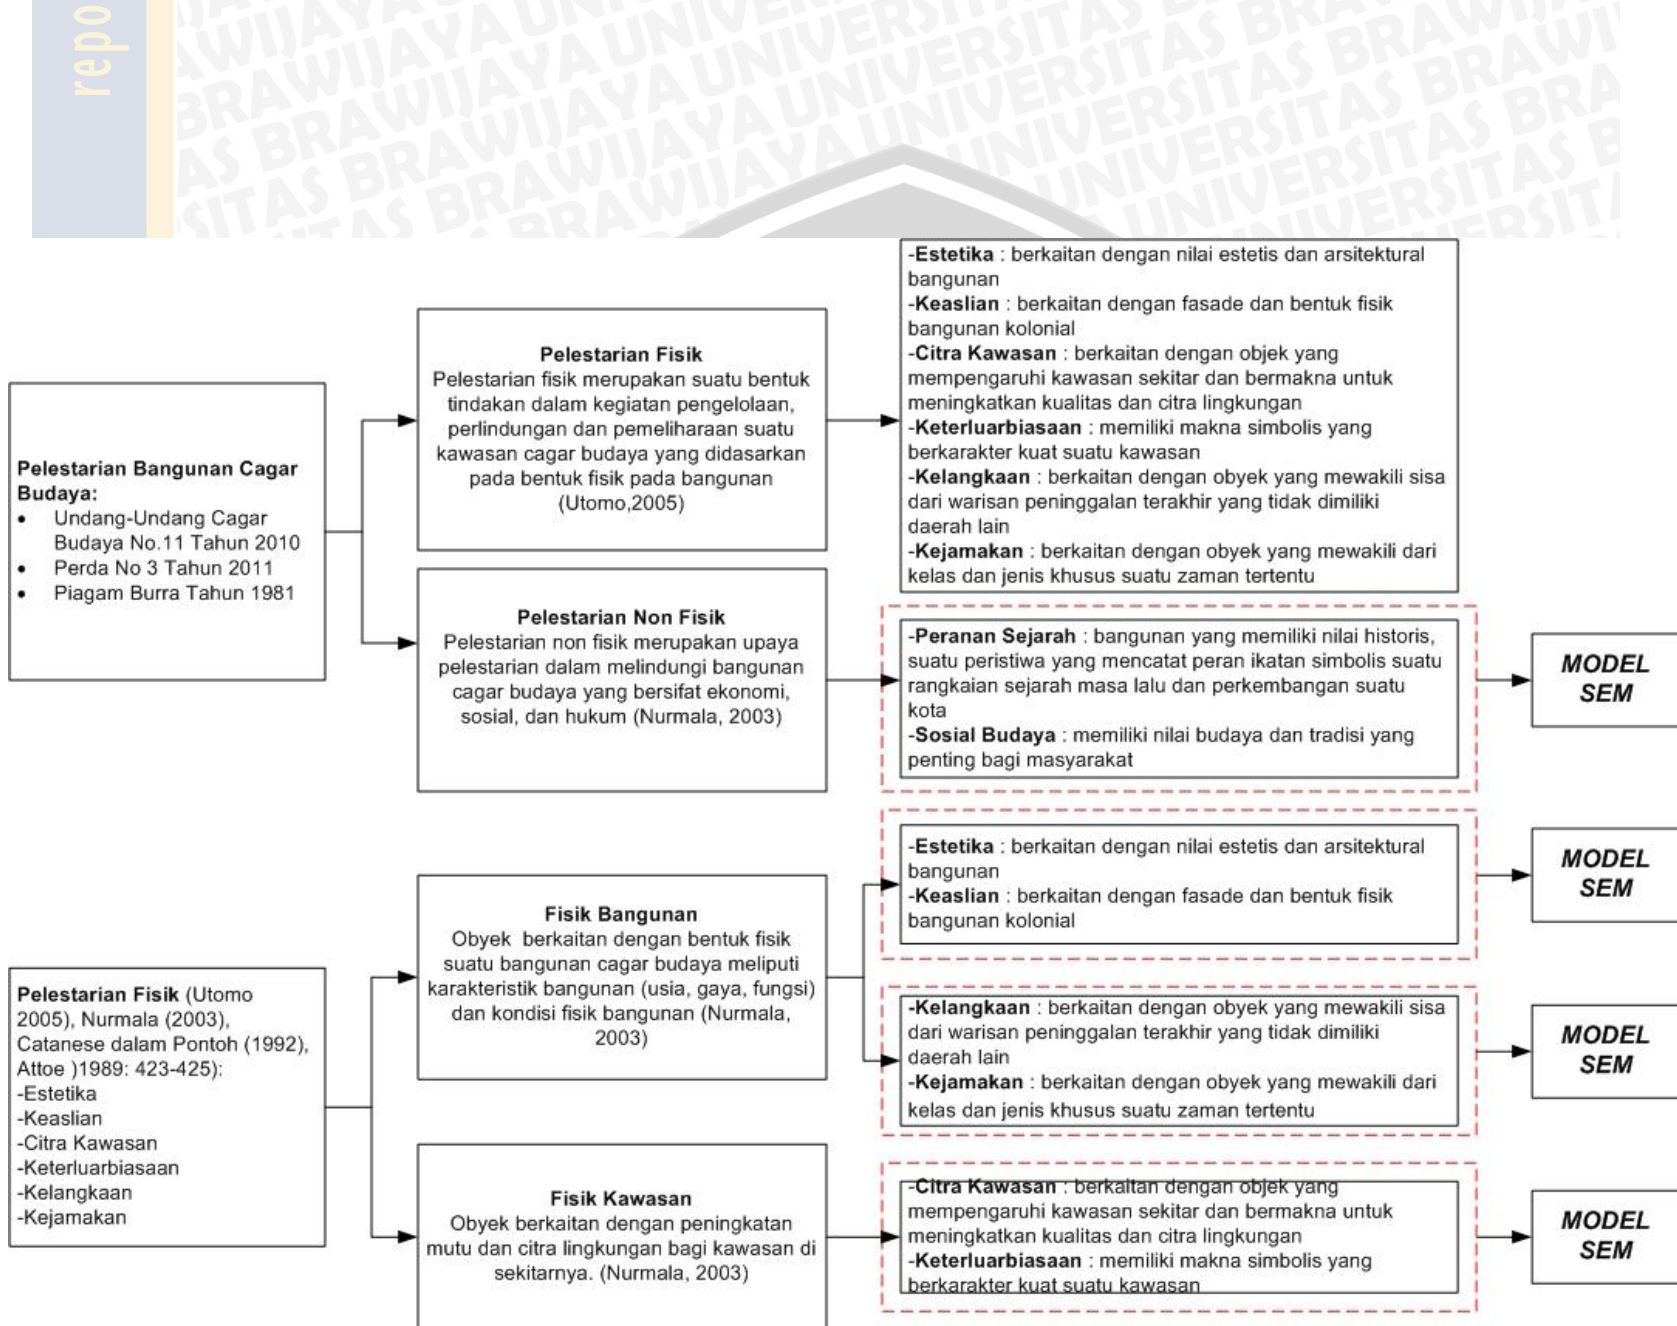 repo
Pelestarian Bangunan Cagar
Budaya:
• Undang-Undang Cagar
Budaya No.11 Tahun 2010
• Perda No 3 Tahun 2011
• Piagam Burra Tahun 1981
Pelestarian Fisik
Pelestarian fisik merupakan suatu bentuk
tindakan dalam kegiatan pengelolaan,
perlindungan dan pemeliharaan suatu
kawasan cagar budaya yang didasarkan
pada bentuk fisik pada bangunan
(Utomo,2005)
-Estetika : berkaitan dengan nilai estetis dan arsitektural
bangunan
-Keaslian : berkaitan dengan fasade dan bentuk fisik
bangunan kolonial
-Citra Kawasan : berkaitan dengan objek yang
mempengaruhi kawasan sekitar dan bermakna untuk
meningkatkan kualitas dan citra lingkungan
-Keterluarbiasaan : memiliki makna simbolis yang
berkarakter kuat suatu kawasan
-Kelangkaan : berkaitan dengan obyek yang mewakili sisa
dari warisan peninggalan terakhir yang tidak dimiliki
daerah lain
-Kejamakan : berkaitan dengan obyek yang mewakili dari
kelas dan jenis khusus suatu zaman tertentu
Pelestarian Non Fisik
Pelestarian non fisik merupakan upaya
pelestarian dalam melindungi bangunan
cagar budaya yang bersifat ekonomi,
sosial, dan hukum (Nurmala, 2003)
-Peranan Sejarah : bangunan yang memiliki nilai historis,
suatu peristiwa yang mencatat peran ikatan simbolis suatu
rangkaian sejarah masa lalu dan perkembangan suatu
kota
-Sosial Budaya : memiliki nilai budaya dan tradisi yang
penting bagi masyarakat
MODEL
SEM
Pelestarian Fisik (Utomo
2005), Nurmala (2003),
Catanese dalam Pontoh (1992),
Attoe )1989: 423-425):
-Estetika
-Keaslian
-Citra Kawasan
-Keterluarbiasaan
-Kelangkaan
-Kejamakan
Fisik Bangunan
Obyek berkaitan dengan bentuk fisik
suatu bangunan cagar budaya meliputi
karakteristik bangunan (usia, gaya, fungsi)
dan kondisi fisik bangunan (Nurmala,
2003)
-Estetika : berkaitan dengan nilai estetis dan arsitektural
bangunan
-Keaslian : berkaitan dengan fasade dan bentuk fisik
bangunan kolonial
MODEL
SEM
-Kelangkaan : berkaitan dengan obyek yang mewakili sisa
dari warisan peninggalan terakhir yang tidak dimiliki
daerah lain
-Kejamakan : berkaitan dengan obyek yang mewakili dari
kelas dan jenis khusus suatu zaman tertentu
MODEL
SEM
Fisik Kawasan
Obyek berkaitan dengan peningkatan
mutu dan citra lingkungan bagi kawasan di
sekitarnya. (Nurmala, 2003)
-Citra Kawasan : berkaitan dengan objek yang
mempengaruhi kawasan sekitar dan bermakna untuk
meningkatkan kualitas dan citra lingkungan
-Keterluarbiasaan : memiliki makna simbolis yang
berkarakter kuat suatu kawasan
MODEL
SEM